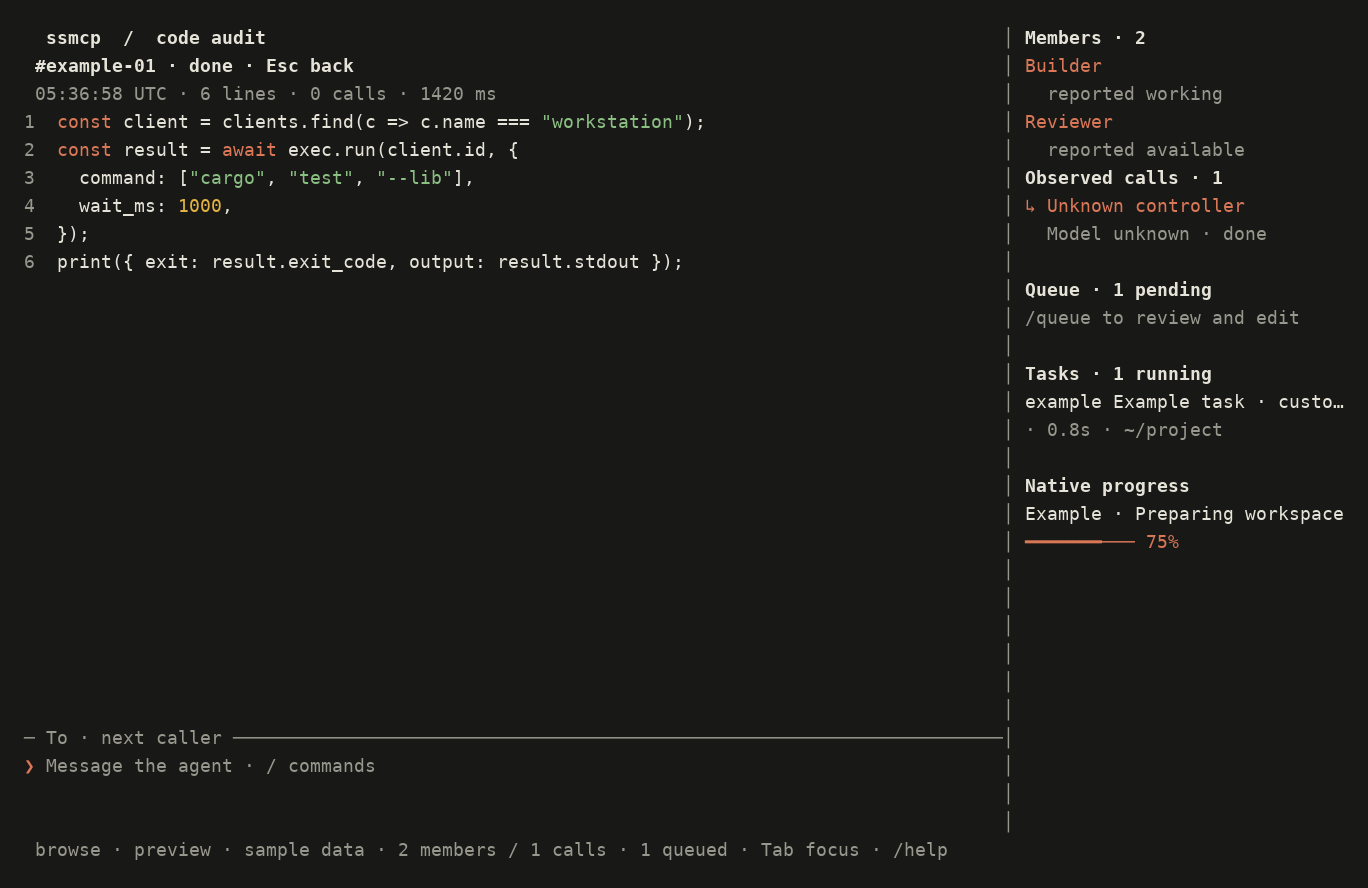 ssmcp / code audit
#example-01 · done · Esc back
05:36:58 UTC · 6 lines · 0 calls · 1420 ms
1 const client = clients.find(c => c.name === "workstation");
2 const result = await exec.run(client.id, {
3   command: ["cargo", "test", "--lib"],
4   wait_ms: 1000,
5 });
6 print({ exit: result.exit_code, output: result.stdout });
─ To · next caller
❯ Message the agent · / commands
Members · 2
Builder
reported working
Reviewer
reported available
Observed calls · 1
↳ Unknown controller
Model unknown · done
Queue · 1 pending
/queue to review and edit
Tasks · 1 running
example Example task · custo…
· 0.8s · ~/project
Native progress
Example · Preparing workspace
75%
browse · preview · sample data · 2 members / 1 calls · 1 queued · Tab focus · /help